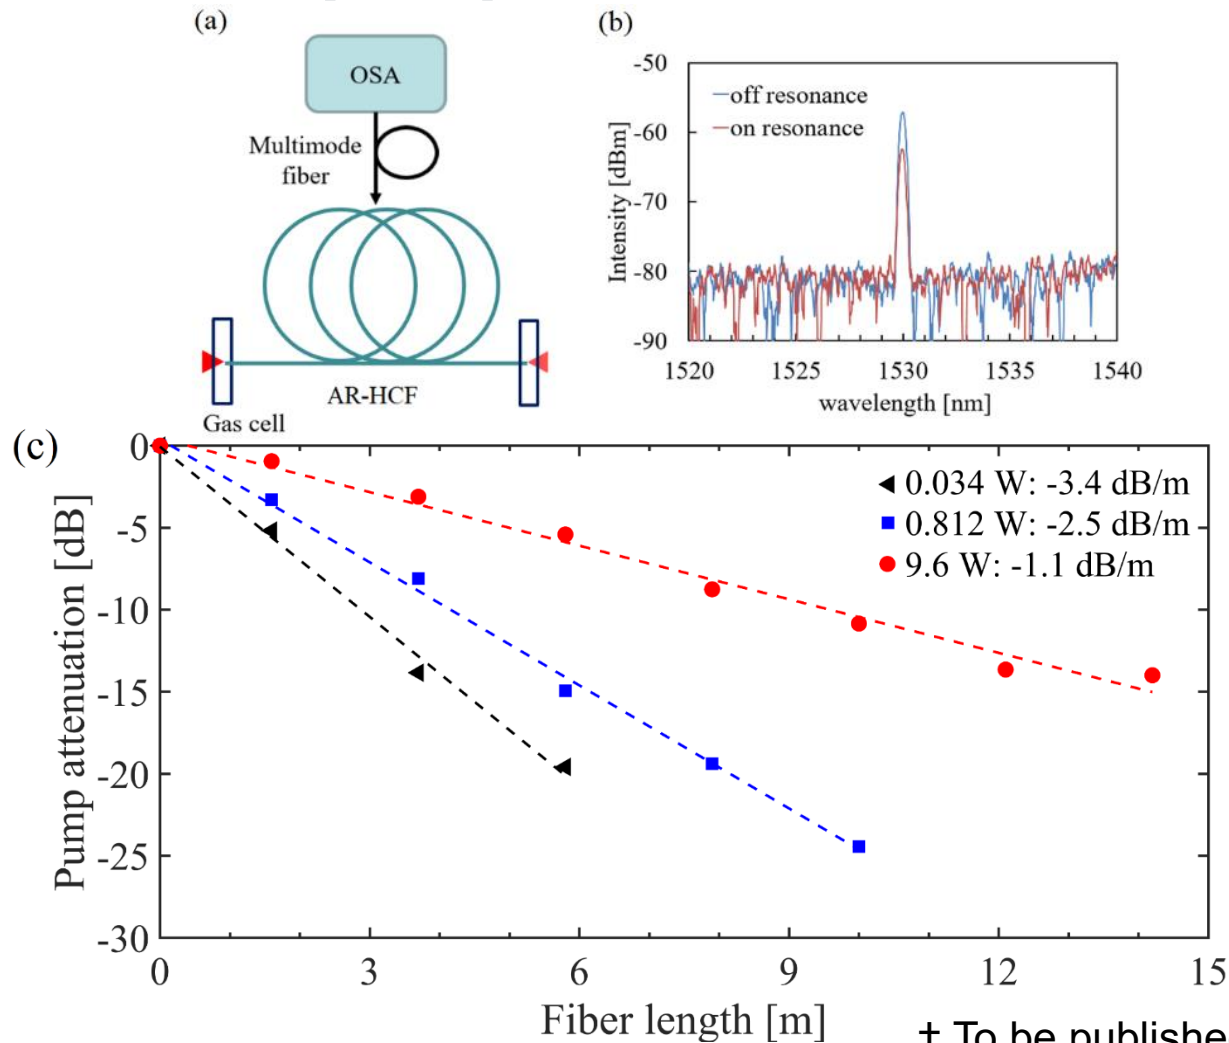 (a)
OSA
Multimode
fiber
AR-HCF
Gas cell
(b)
-50
-60
-70
-80
-90
Intensity [dBm]
off resonance
on resonance
1520 1525 1530 1535 1540
wavelength [nm]
(c)
0
-5
-10
-15
-20
-25
-30
Pump attenuation [dB]
0.034 W: -3.4 dB/m
0.812 W: -2.5 dB/m
9.6 W: -1.1 dB/m
0 3 6 9 12 15
Fiber length [m]
† To be publishe